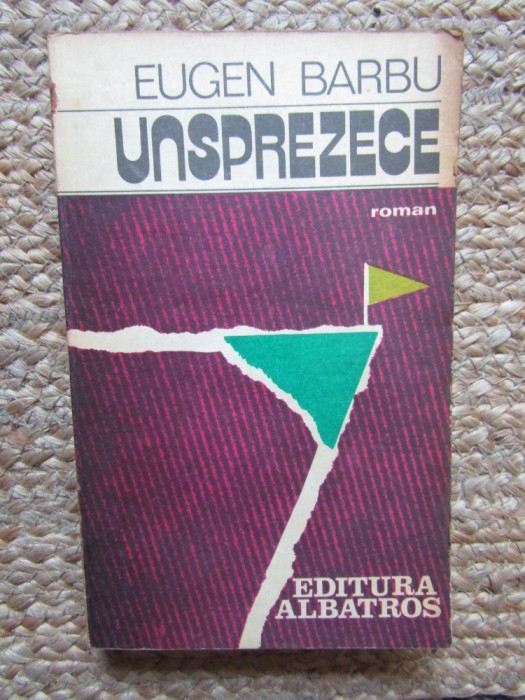 EUGEN BARBU
UNSPREZECE
roman
EDITURA
ALBATROS